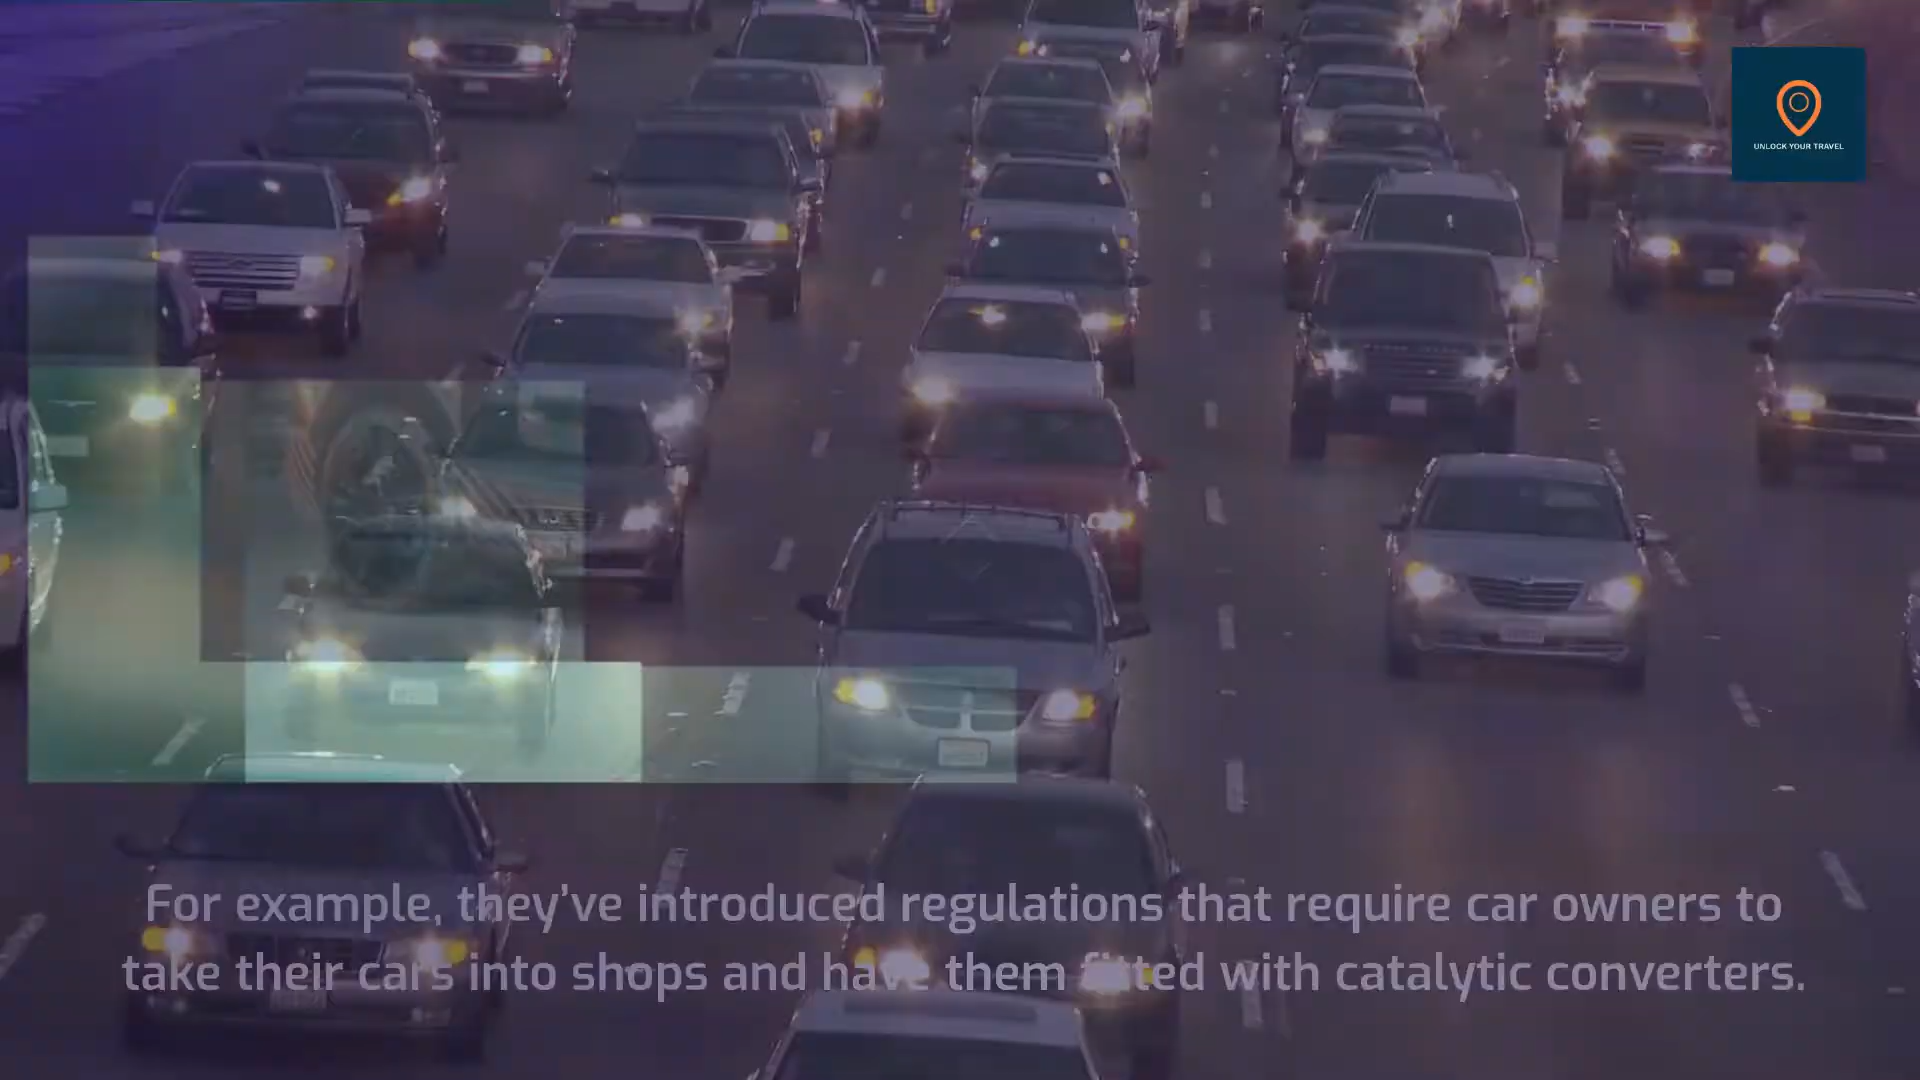 UNLOCK YOUR TRAVEL
For example, they've introduced regulations that require car owners to
take their cars into shops and have them fitted with catalytic converters.